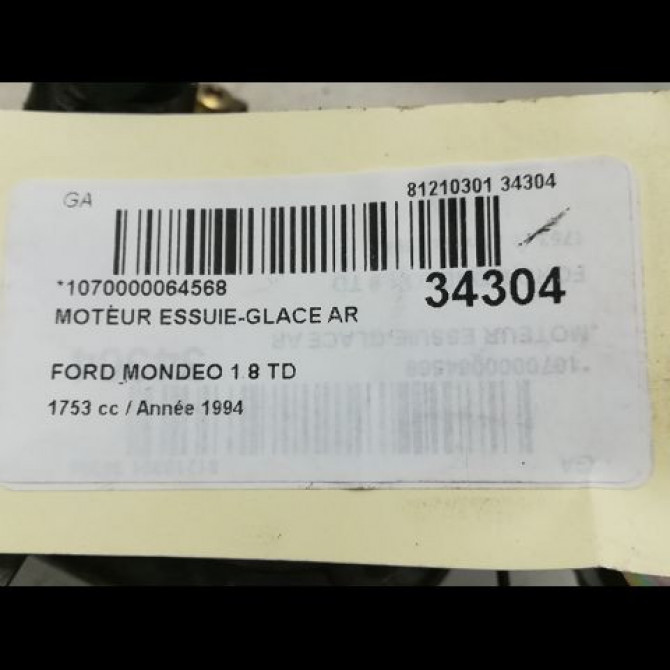 GA
81210301 34304
*1070000064568
34304
MOTEUR ESSUIE-GLACE AR
FORD MONDEO 1.8 TD
1753 cc / Année 1994